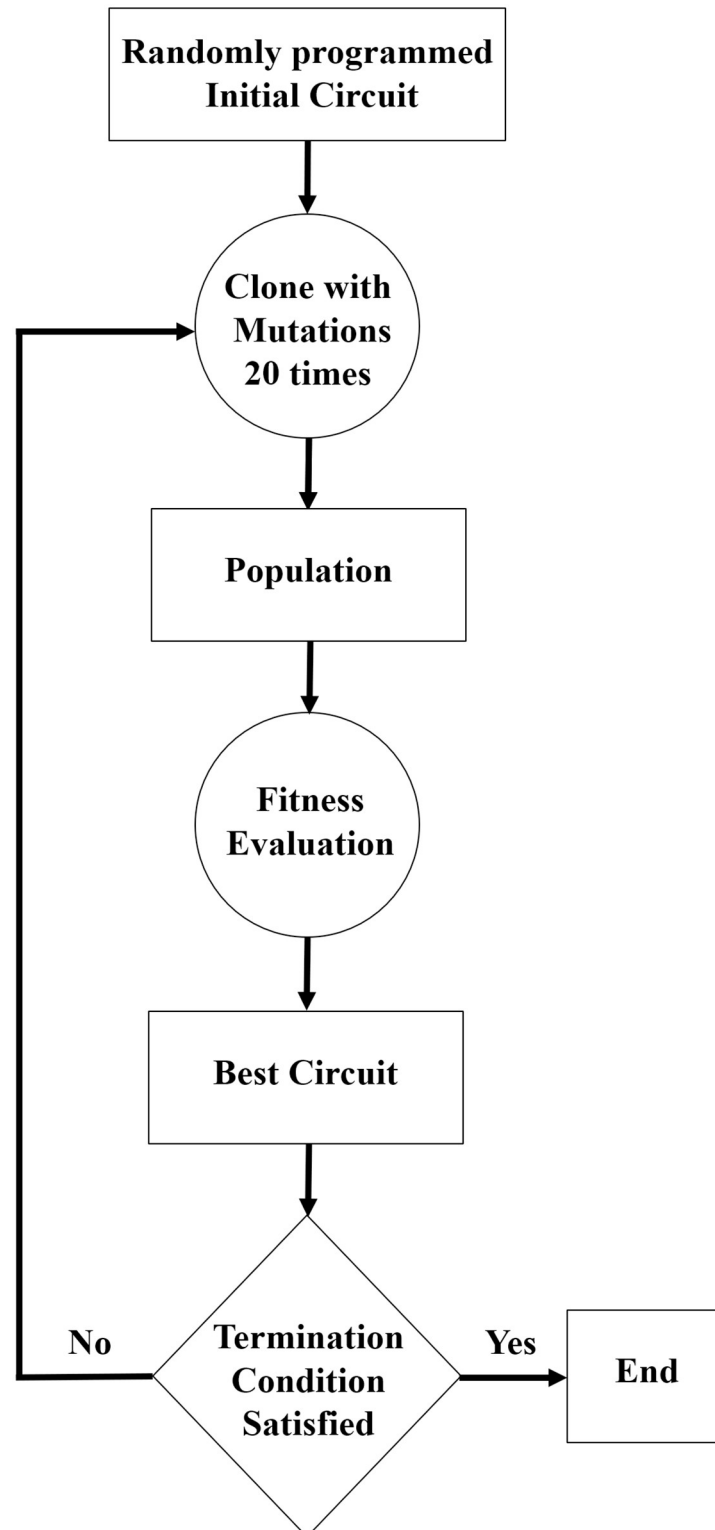 Randomly programmed
Initial Circuit
Clone with
Mutations
20 times
Population
Fitness
Evaluation
Best Circuit
Termination
Condition
Satisfied
No
Yes
End